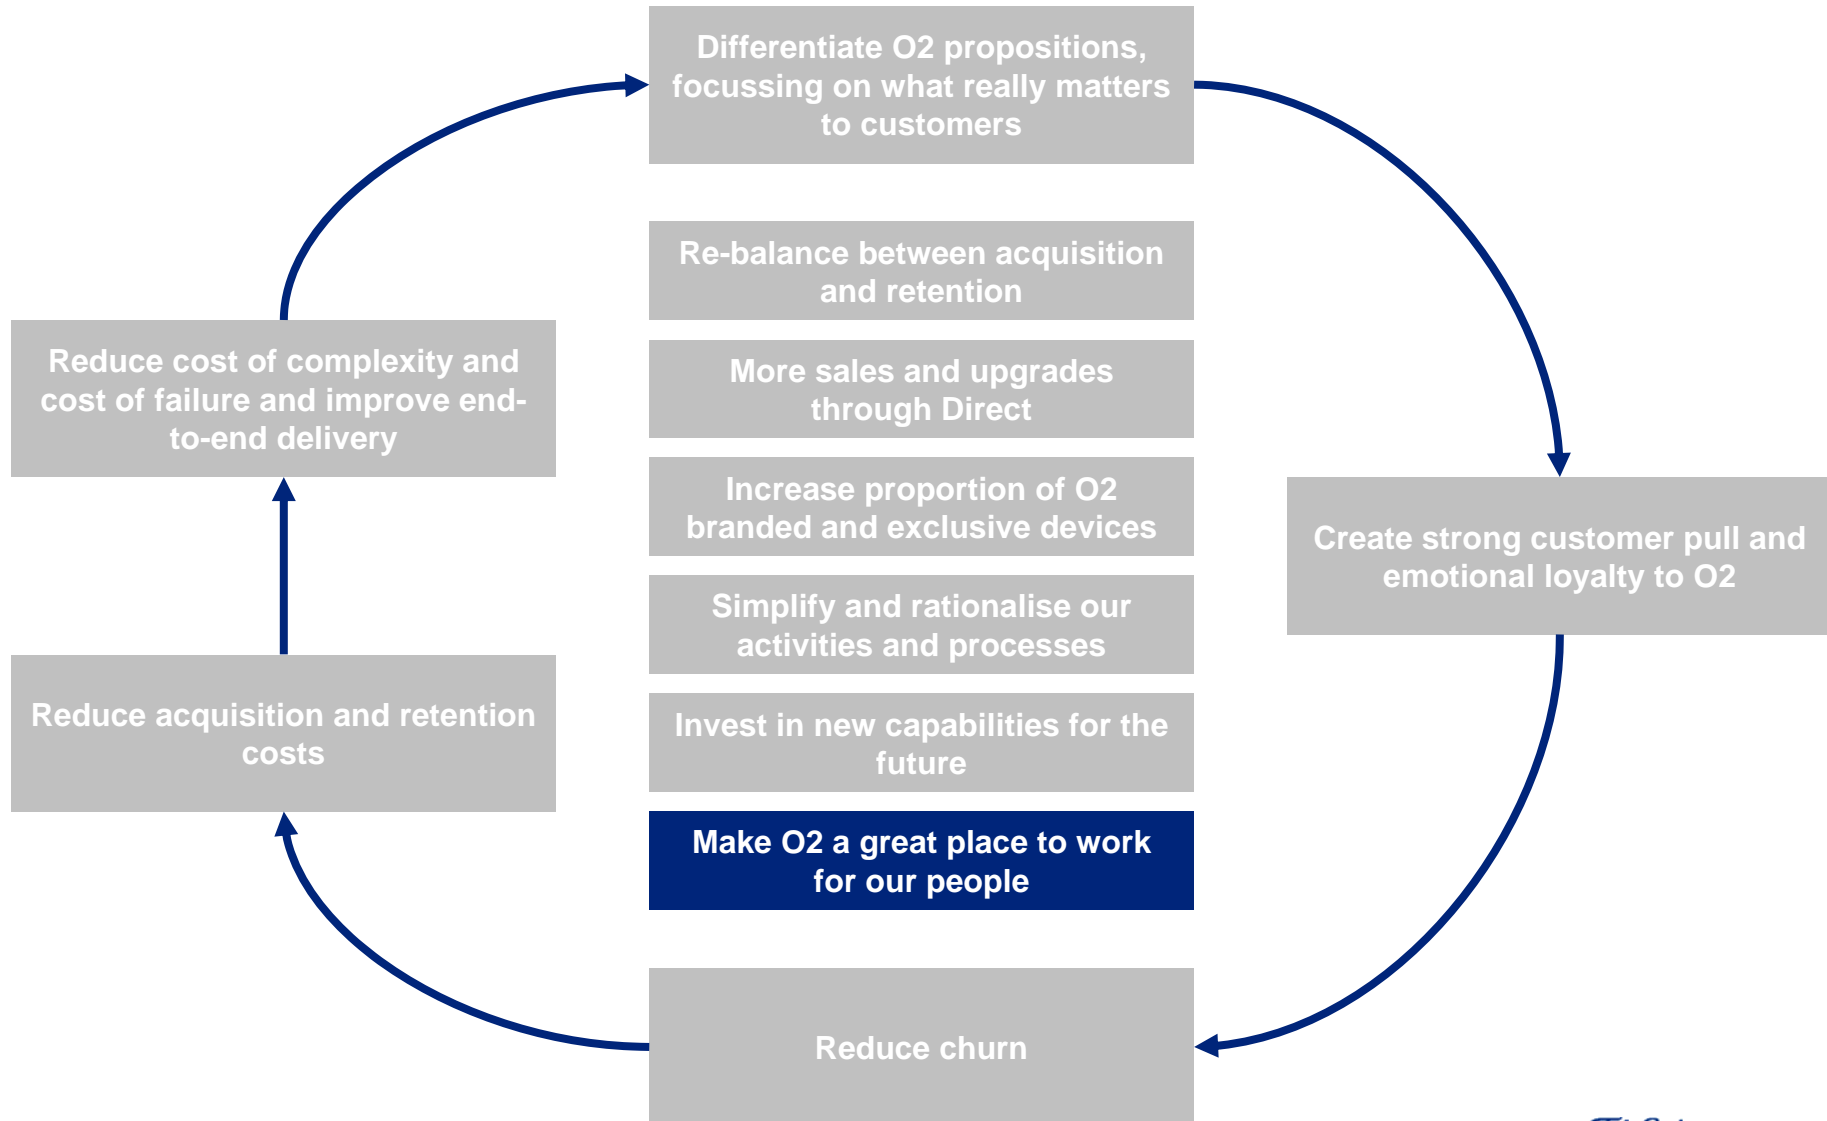 Differentiate O2 propositions,
focussing on what really matters
to customers
Re-balance between acquisition
and retention
More sales and upgrades
through Direct
Increase proportion of O2
branded and exclusive devices
Simplify and rationalise our
activities and processes
Invest in new capabilities for the
future
Make O2 a great place to work
for our people
Reduce cost of complexity and
cost of failure and improve end-
to-end delivery
Reduce acquisition and retention
costs
Create strong customer pull and
emotional loyalty to O2
Reduce churn